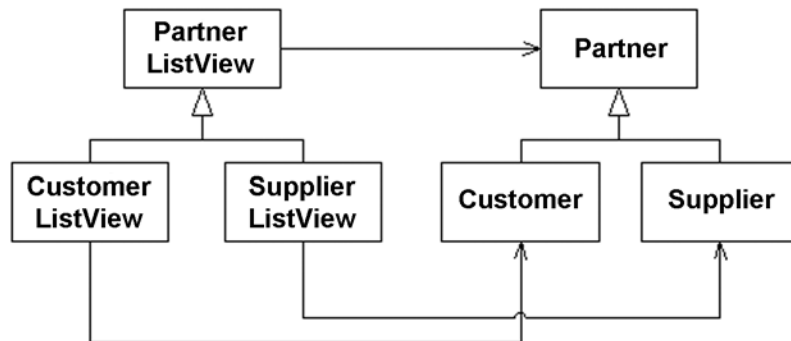 Partner
ListView
Partner
Customer
ListView
Supplier
ListView
Customer
Supplier